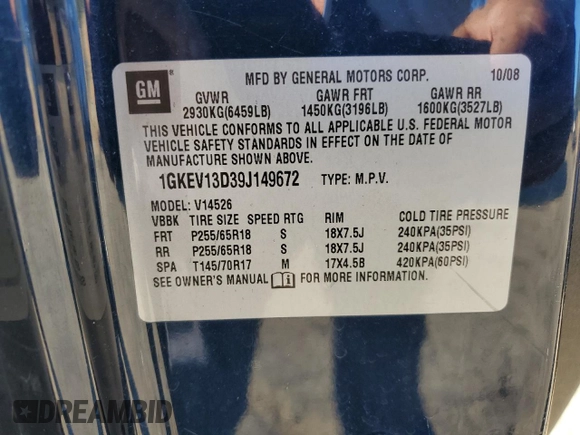 GM
MFD BY GENERAL MOTORS CORP. 10/08
GVWR GAWR FRT GAWR RR
2930KG(6459LB) 1450KG(3196LB) 1600KG(3527LB)
THIS VEHICLE CONFORMS TO ALL APPLICABLE U.S. FEDERAL MOTOR
VEHICLE SAFETY STANDARDS IN EFFECT ON THE DATE OF
MANUFACTURE SHOWN ABOVE.
1GKEV13D39J149672 TYPE: M.P.V.
MODEL: V14526
VBBK TIRE SIZE SPEED RTG RIM COLD TIRE PRESSURE
FRT P255/65R18 S 18X7.5J 240KPA(35PSI)
RR P255/65R18 S 18X7.5J 240KPA(35PSI)
SPA T145/70R17 M 17X4.5B 420KPA(60PSI)
SEE OWNER'S MANUAL i FOR MORE INFORMATION.
DREAMBID